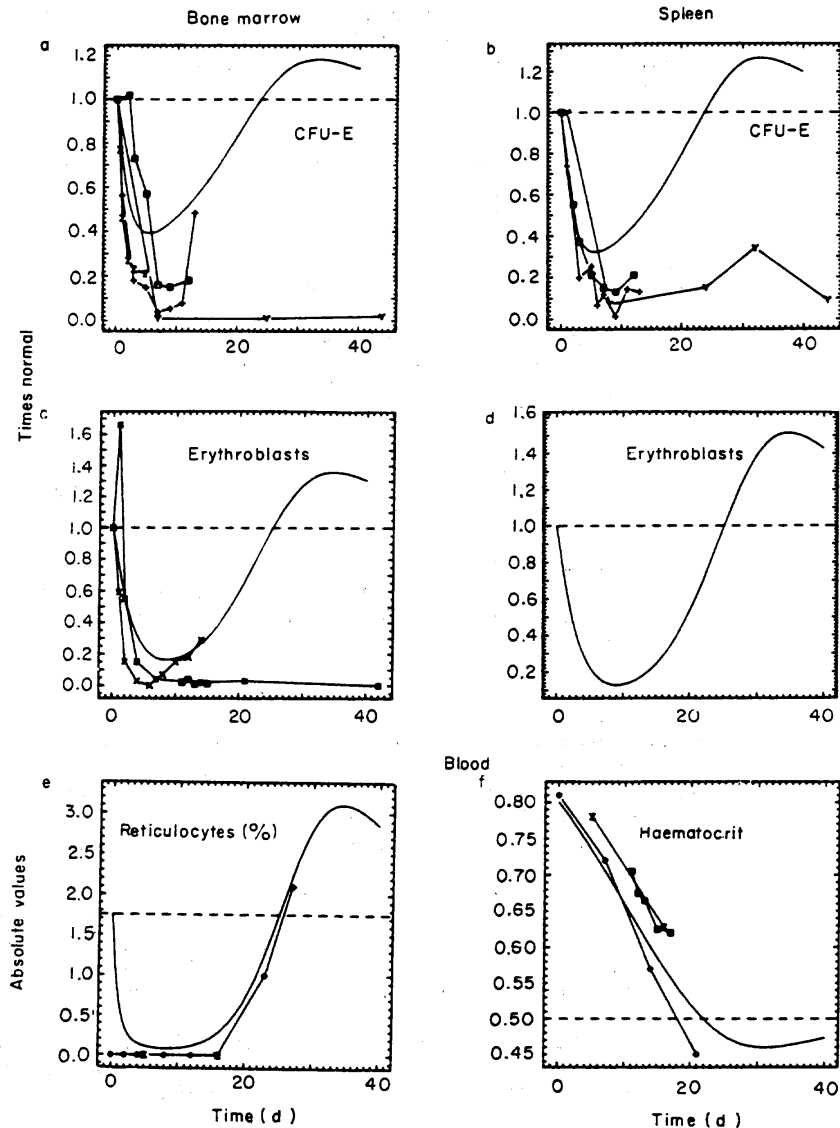 Bone marrow
Spleen
Times normal
a
1.2
1.0
0.8
0.6
0.4
0.2
0.0
CFU-E
0 20 40
b
1.2
1.0
0.8
0.6
0.4
0.2
0.0
CFU-E
0 20 40
c
1.6
1.4
1.2
1.0
0.8
0.6
0.4
0.2
0.0
Erythroblasts
0 20 40
d
1.6
1.4
1.2
1.0
0.8
0.6
0.4
0.2
Erythroblasts
0 20 40
Blood
Absolute values
e
3.0
2.5
2.0
1.5
1.0
0.5
0.0
Reticulocytes (%)
0 20 40
Time (d)
f
0.80
0.75
0.70
0.65
0.60
0.55
0.50
0.45
Haematocrit
0 20 40
Time (d)